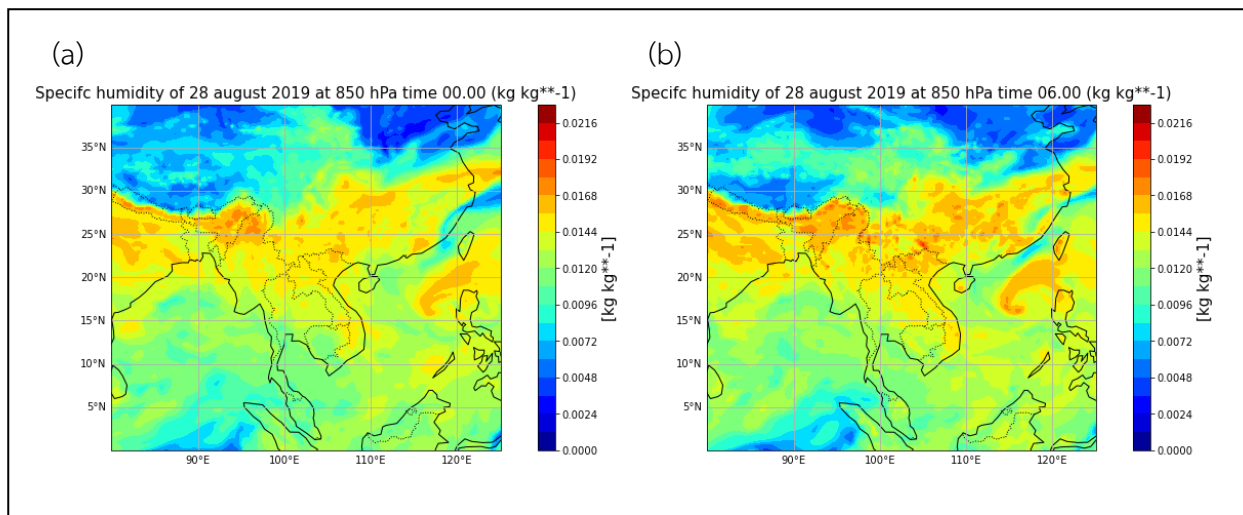 (a)
Specifc humidity of 28 august 2019 at 850 hPa time 00.00 (kg kg**-1)
35°N
30°N
25°N
20°N
15°N
10°N
5°N
90°E
100°E
110°E
120°E
0.0216
0.0192
0.0168
0.0144
0.0120
0.0096
0.0072
0.0048
0.0024
0.0000
[kg kg**-1]
(b)
Specifc humidity of 28 august 2019 at 850 hPa time 06.00 (kg kg**-1)
35°N
30°N
25°N
20°N
15°N
10°N
5°N
90°E
100°E
110°E
120°E
0.0216
0.0192
0.0168
0.0144
0.0120
0.0096
0.0072
0.0048
0.0024
0.0000
[kg kg**-1]